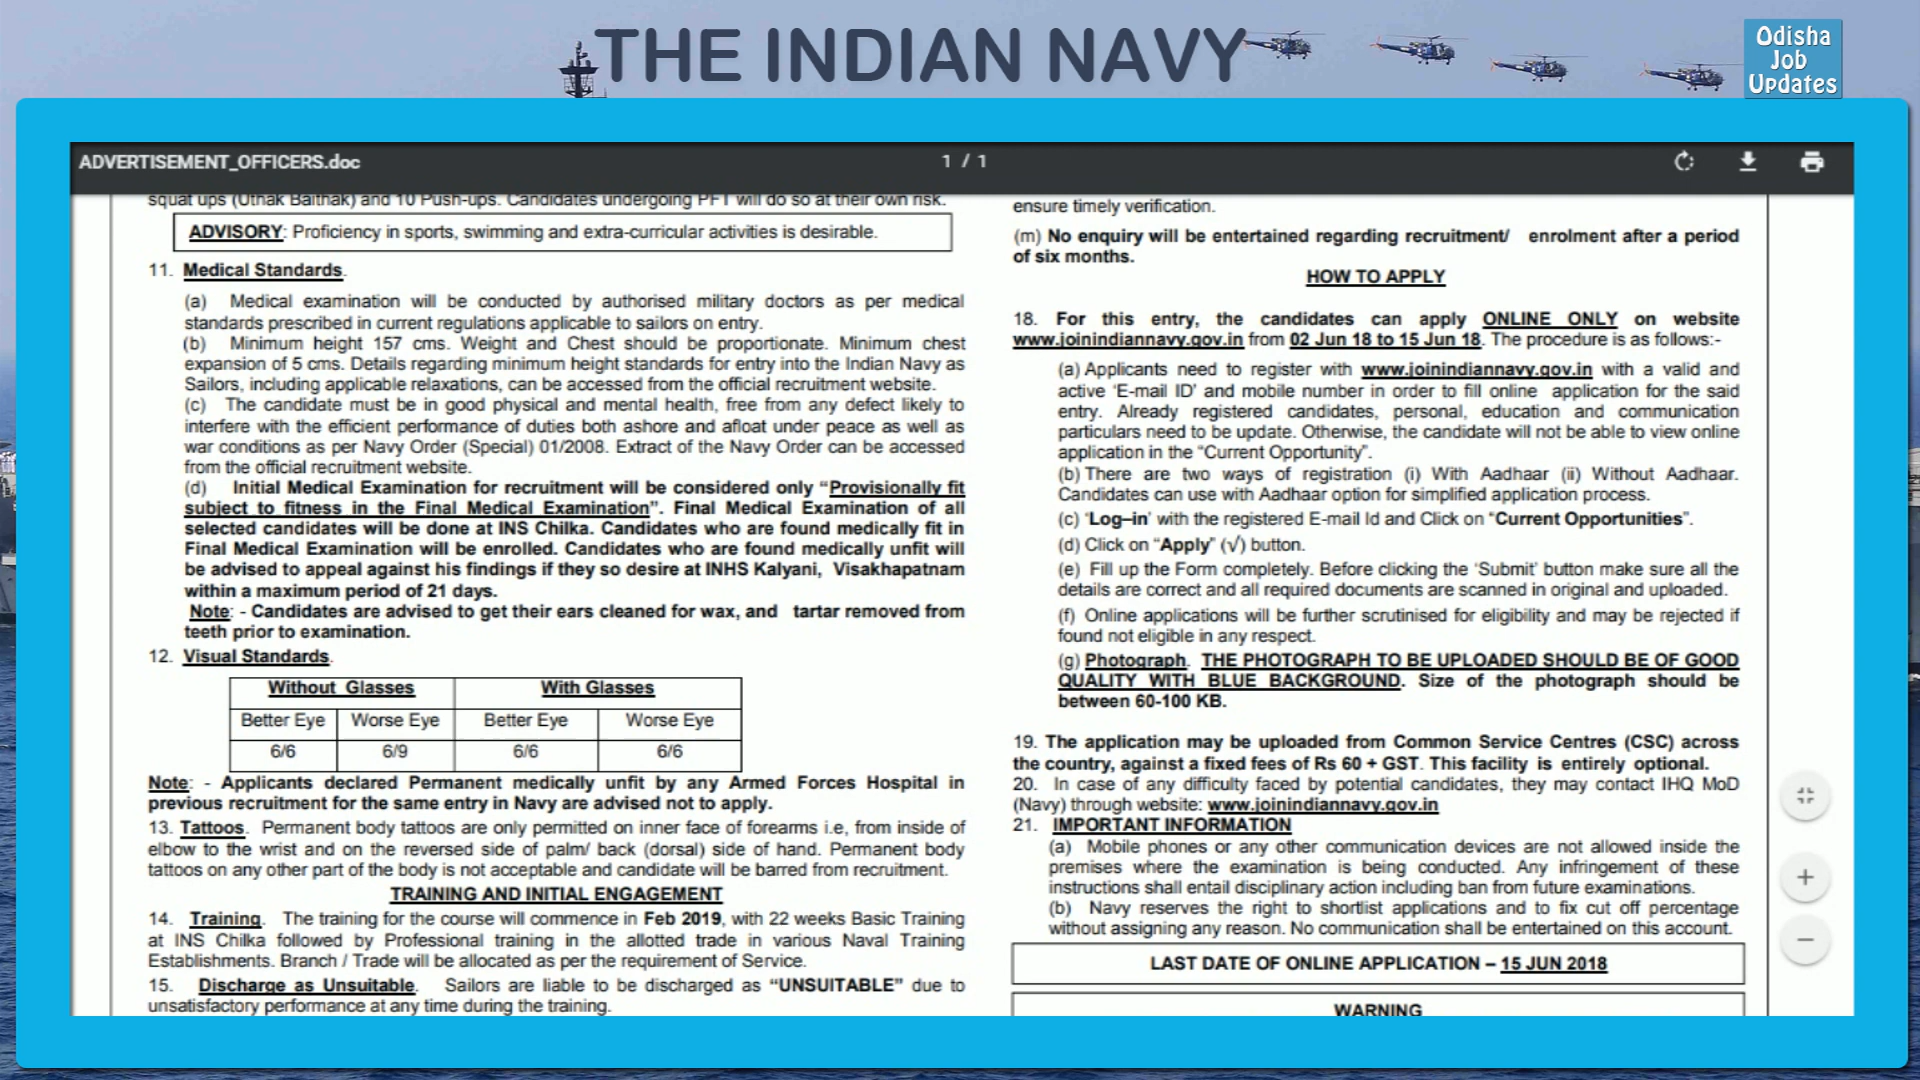 THE INDIAN NAVY
Odisha
Job
Updates
ADVERTISEMENT_OFFICERS.doc
1 / 1
squat ups (Uthak Baithak) and 10 Push-ups. Candidates undergoing PFT will do so at their own risk.
ADVISORY: Proficiency in sports, swimming and extra-curricular activities is desirable.
11. Medical Standards.
(a) Medical examination will be conducted by authorised military doctors as per medical
standards prescribed in current regulations applicable to sailors on entry.
(b) Minimum height 157 cms. Weight and Chest should be proportionate. Minimum chest
expansion of 5 cms. Details regarding minimum height standards for entry into the Indian Navy as
Sailors, including applicable relaxations, can be accessed from the official recruitment website.
(c) The candidate must be in good physical and mental health, free from any defect likely to
interfere with the efficient performance of duties both ashore and afloat under peace as well as
war conditions as per Navy Order (Special) 01/2008. Extract of the Navy Order can be accessed
from the official recruitment website.
(d) Initial Medical Examination for recruitment will be considered only “Provisionally fit
subject to fitness in the Final Medical Examination”. Final Medical Examination of all
selected candidates will be done at INS Chilka. Candidates who are found medically fit in
Final Medical Examination will be enrolled. Candidates who are found medically unfit will
be advised to appeal against his findings if they so desire at INHS Kalyani, Visakhapatnam
within a maximum period of 21 days.
Note: - Candidates are advised to get their ears cleaned for wax, and tartar removed from
teeth prior to examination.
12. Visual Standards.
Without Glasses With Glasses
Better Eye Worse Eye Better Eye Worse Eye
6/6 6/9 6/6 6/6
Note: - Applicants declared Permanent medically unfit by any Armed Forces Hospital in
previous recruitment for the same entry in Navy are advised not to apply.
13. Tattoos. Permanent body tattoos are only permitted on inner face of forearms i.e, from inside of
elbow to the wrist and on the reversed side of palm/ back (dorsal) side of hand. Permanent body
tattoos on any other part of the body is not acceptable and candidate will be barred from recruitment.
TRAINING AND INITIAL ENGAGEMENT
14. Training. The training for the course will commence in Feb 2019, with 22 weeks Basic Training
at INS Chilka followed by Professional training in the allotted trade in various Naval Training
Establishments. Branch / Trade will be allocated as per the requirement of Service.
15. Discharge as Unsuitable. Sailors are liable to be discharged as “UNSUITABLE” due to
unsatisfactory performance at any time during the training.
ensure timely verification.
(m) No enquiry will be entertained regarding recruitment/ enrolment after a period
of six months.
HOW TO APPLY
18. For this entry, the candidates can apply ONLINE ONLY on website
www.joinindiannavy.gov.in from 02 Jun 18 to 15 Jun 18. The procedure is as follows:-
(a) Applicants need to register with www.joinindiannavy.gov.in with a valid and
active ‘E-mail ID’ and mobile number in order to fill online application for the said
entry. Already registered candidates, personal, education and communication
particulars need to be update. Otherwise, the candidate will not be able to view online
application in the “Current Opportunity”.
(b) There are two ways of registration (i) With Aadhaar (ii) Without Aadhaar.
Candidates can use with Aadhaar option for simplified application process.
(c) ‘Log–in’ with the registered E-mail Id and Click on “Current Opportunities”.
(d) Click on “Apply” (√) button.
(e) Fill up the Form completely. Before clicking the ‘Submit’ button make sure all the
details are correct and all required documents are scanned in original and uploaded.
(f) Online applications will be further scrutinised for eligibility and may be rejected if
found not eligible in any respect.
(g) Photograph. THE PHOTOGRAPH TO BE UPLOADED SHOULD BE OF GOOD
QUALITY WITH BLUE BACKGROUND. Size of the photograph should be
between 60-100 KB.
19. The application may be uploaded from Common Service Centres (CSC) across
the country, against a fixed fees of Rs 60 + GST. This facility is entirely optional.
20. In case of any difficulty faced by potential candidates, they may contact IHQ MoD
(Navy) through website: www.joinindiannavy.gov.in
21. IMPORTANT INFORMATION
(a) Mobile phones or any other communication devices are not allowed inside the
premises where the examination is being conducted. Any infringement of these
instructions shall entail disciplinary action including ban from future examinations.
(b) Navy reserves the right to shortlist applications and to fix cut off percentage
without assigning any reason. No communication shall be entertained on this account.
LAST DATE OF ONLINE APPLICATION – 15 JUN 2018
WARNING